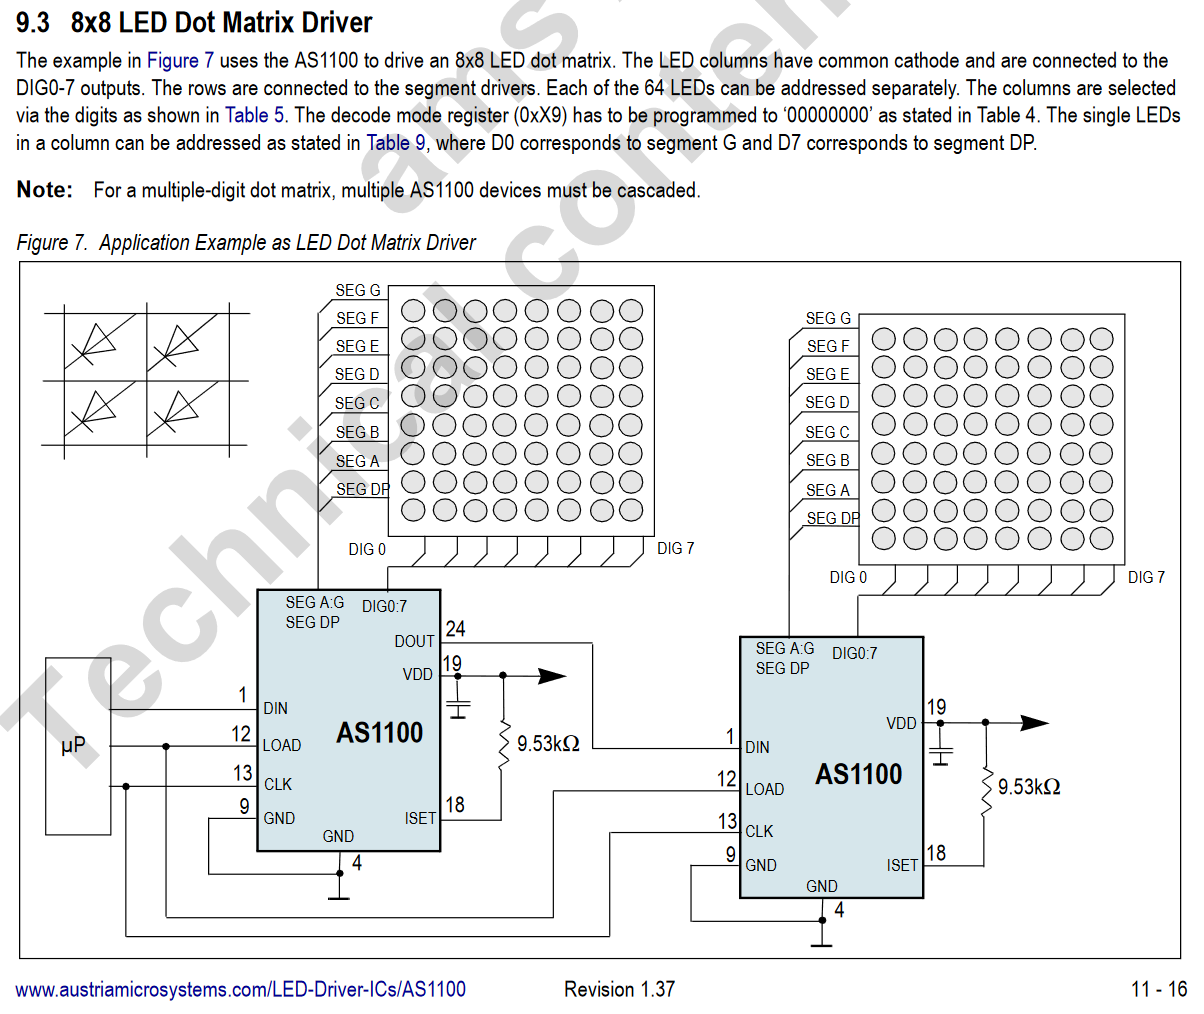 9.3 8x8 LED Dot Matrix Driver
The example in Figure 7 uses the AS1100 to drive an 8x8 LED dot matrix. The LED columns have common cathode and are connected to the
DIG0-7 outputs. The rows are connected to the segment drivers. Each of the 64 LEDs can be addressed separately. The columns are selected
via the digits as shown in Table 5. The decode mode register (0xX9) has to be programmed to ‘00000000’ as stated in Table 4. The single LEDs
in a column can be addressed as stated in Table 9, where D0 corresponds to segment G and D7 corresponds to segment DP.
Note: For a multiple-digit dot matrix, multiple AS1100 devices must be cascaded.
Figure 7. Application Example as LED Dot Matrix Driver
SEG G
SEG F
SEG E
SEG D
SEG C
SEG B
SEG A
SEG DP
DIG 0
DIG 7
SEG G
SEG F
SEG E
SEG D
SEG C
SEG B
SEG A
SEG DP
DIG 0
DIG 7
µP
SEG A:G DIG0:7
SEG DP
DOUT 24
VDD 19
1 DIN
12 LOAD
13 CLK
9 GND
AS1100
9.53kΩ
ISET 18
GND
4
SEG A:G DIG0:7
SEG DP
VDD 19
1 DIN
12 LOAD
13 CLK
9 GND
AS1100
9.53kΩ
ISET 18
GND
4
www.austriamicrosystems.com/LED-Driver-ICs/AS1100 Revision 1.37 11 - 16
ams
Technical conten